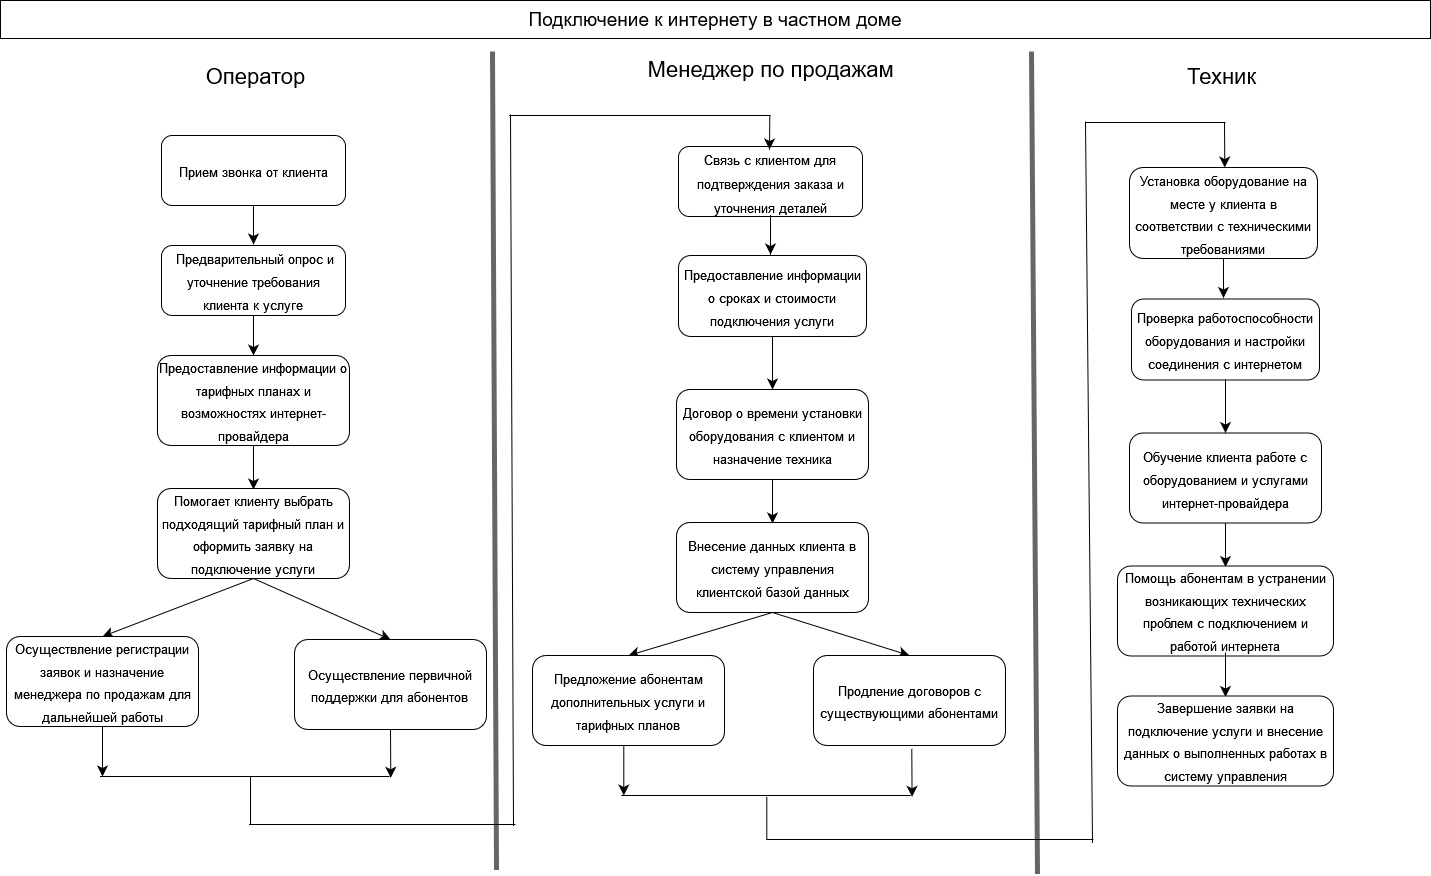 Подключение к интернету в частном доме
Оператор
Прием звонка от клиента
Предварительный опрос и
уточнение требования
клиента к услуге
Предоставление информации о
тарифных планах и
возможностях интернет-
провайдера
Помогает клиенту выбрать
подходящий тарифный план и
оформить заявку на
подключение услуги
Осуществление регистрации
заявок и назначение
менеджера по продажам для
дальнейшей работы
Осуществление первичной
поддержки для абонентов
Менеджер по продажам
Связь с клиентом для
подтверждения заказа и
уточнения деталей
Предоставление информации
о сроках и стоимости
подключения услуги
Договор о времени установки
оборудования с клиентом и
назначение техника
Внесение данных клиента в
систему управления
клиентской базой данных
Предложение абонентам
дополнительных услуги и
тарифных планов
Продление договоров с
существующими абонентами
Техник
Установка оборудование на
месте у клиента в
соответствии с техническими
требованиями
Проверка работоспособности
оборудования и настройки
соединения с интернетом
Обучение клиента работе с
оборудованием и услугами
интернет-провайдера
Помощь абонентам в устранении
возникающих технических
проблем с подключением и
работой интернета
Завершение заявки на
подключение услуги и внесение
данных о выполненных работах в
систему управления